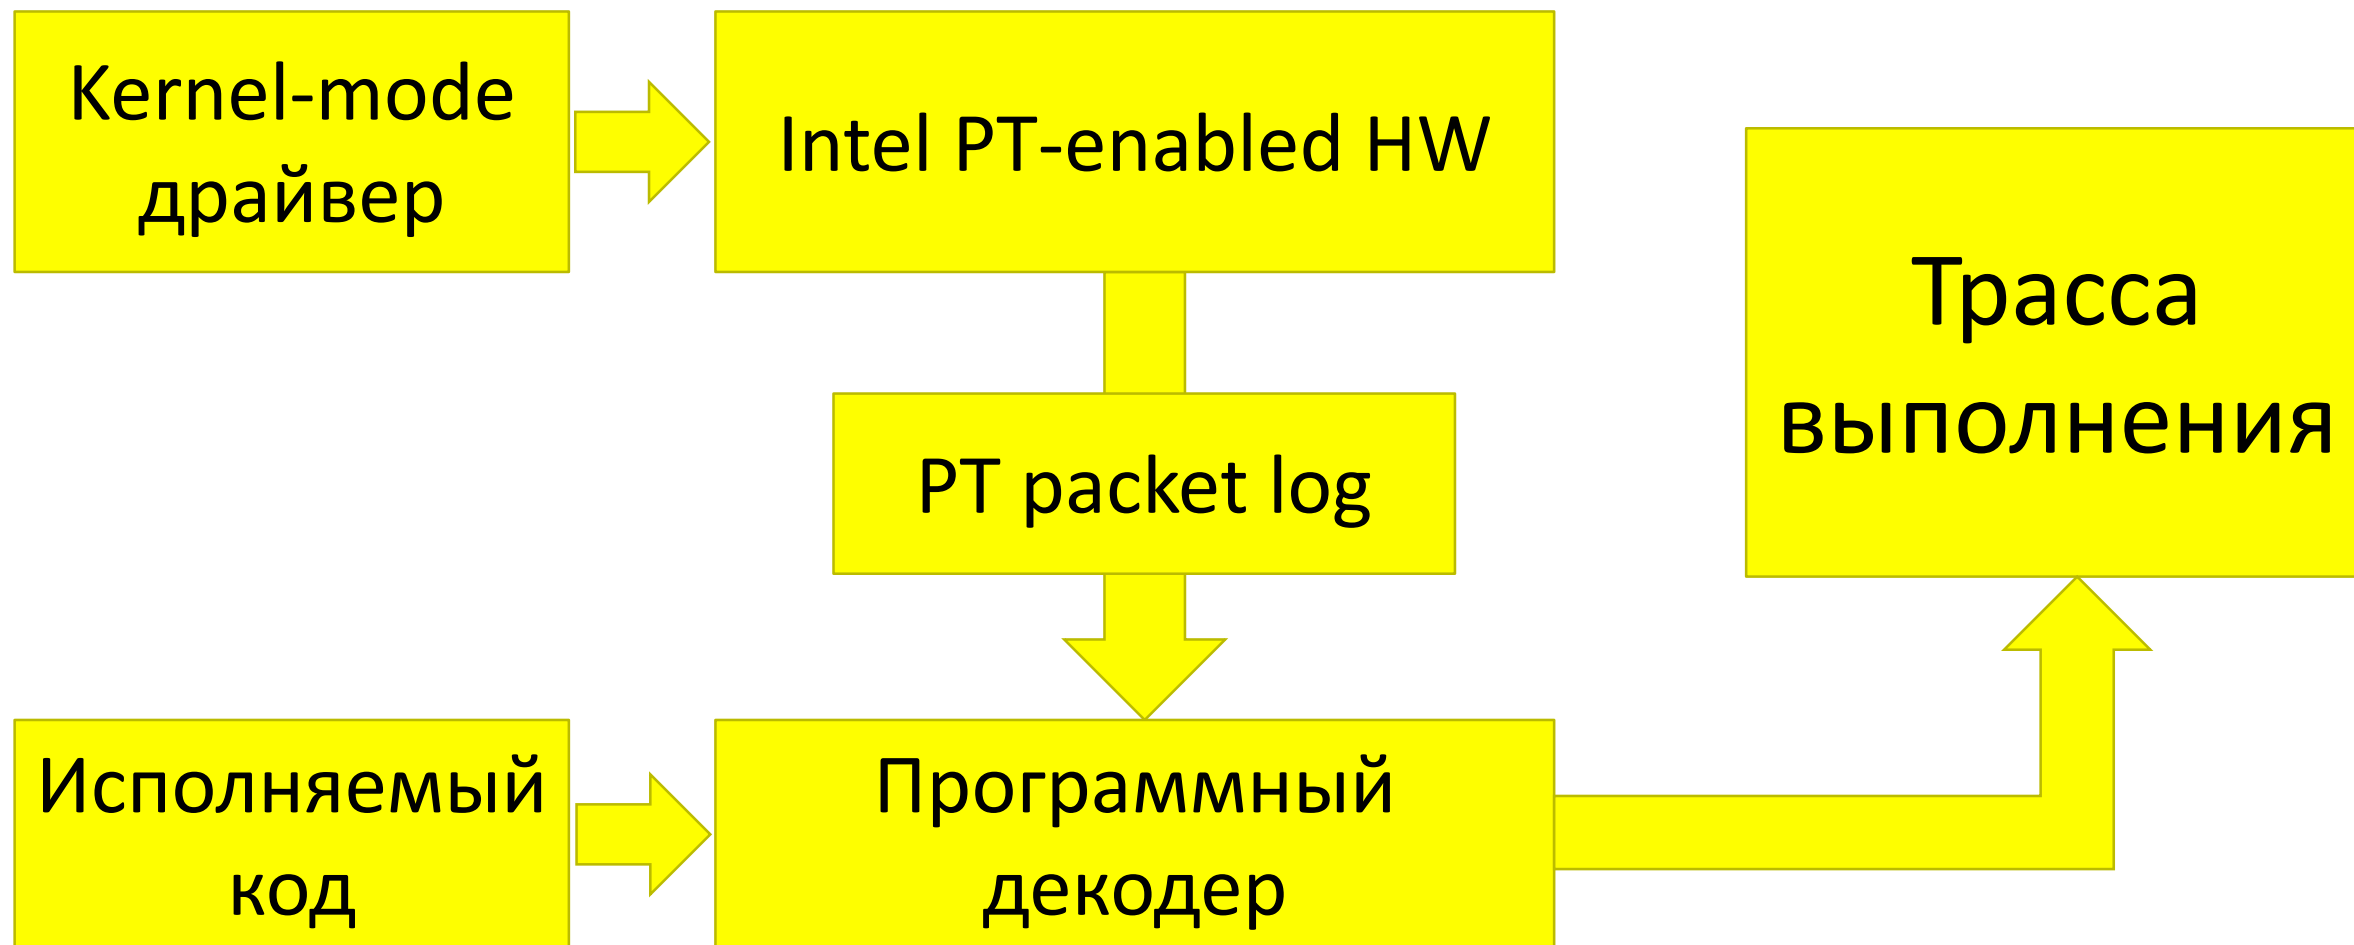 Kernel-mode
драйвер
Intel PT-enabled HW
Трасса
выполнения
PT packet log
Исполняемый
код
Программный
декодер